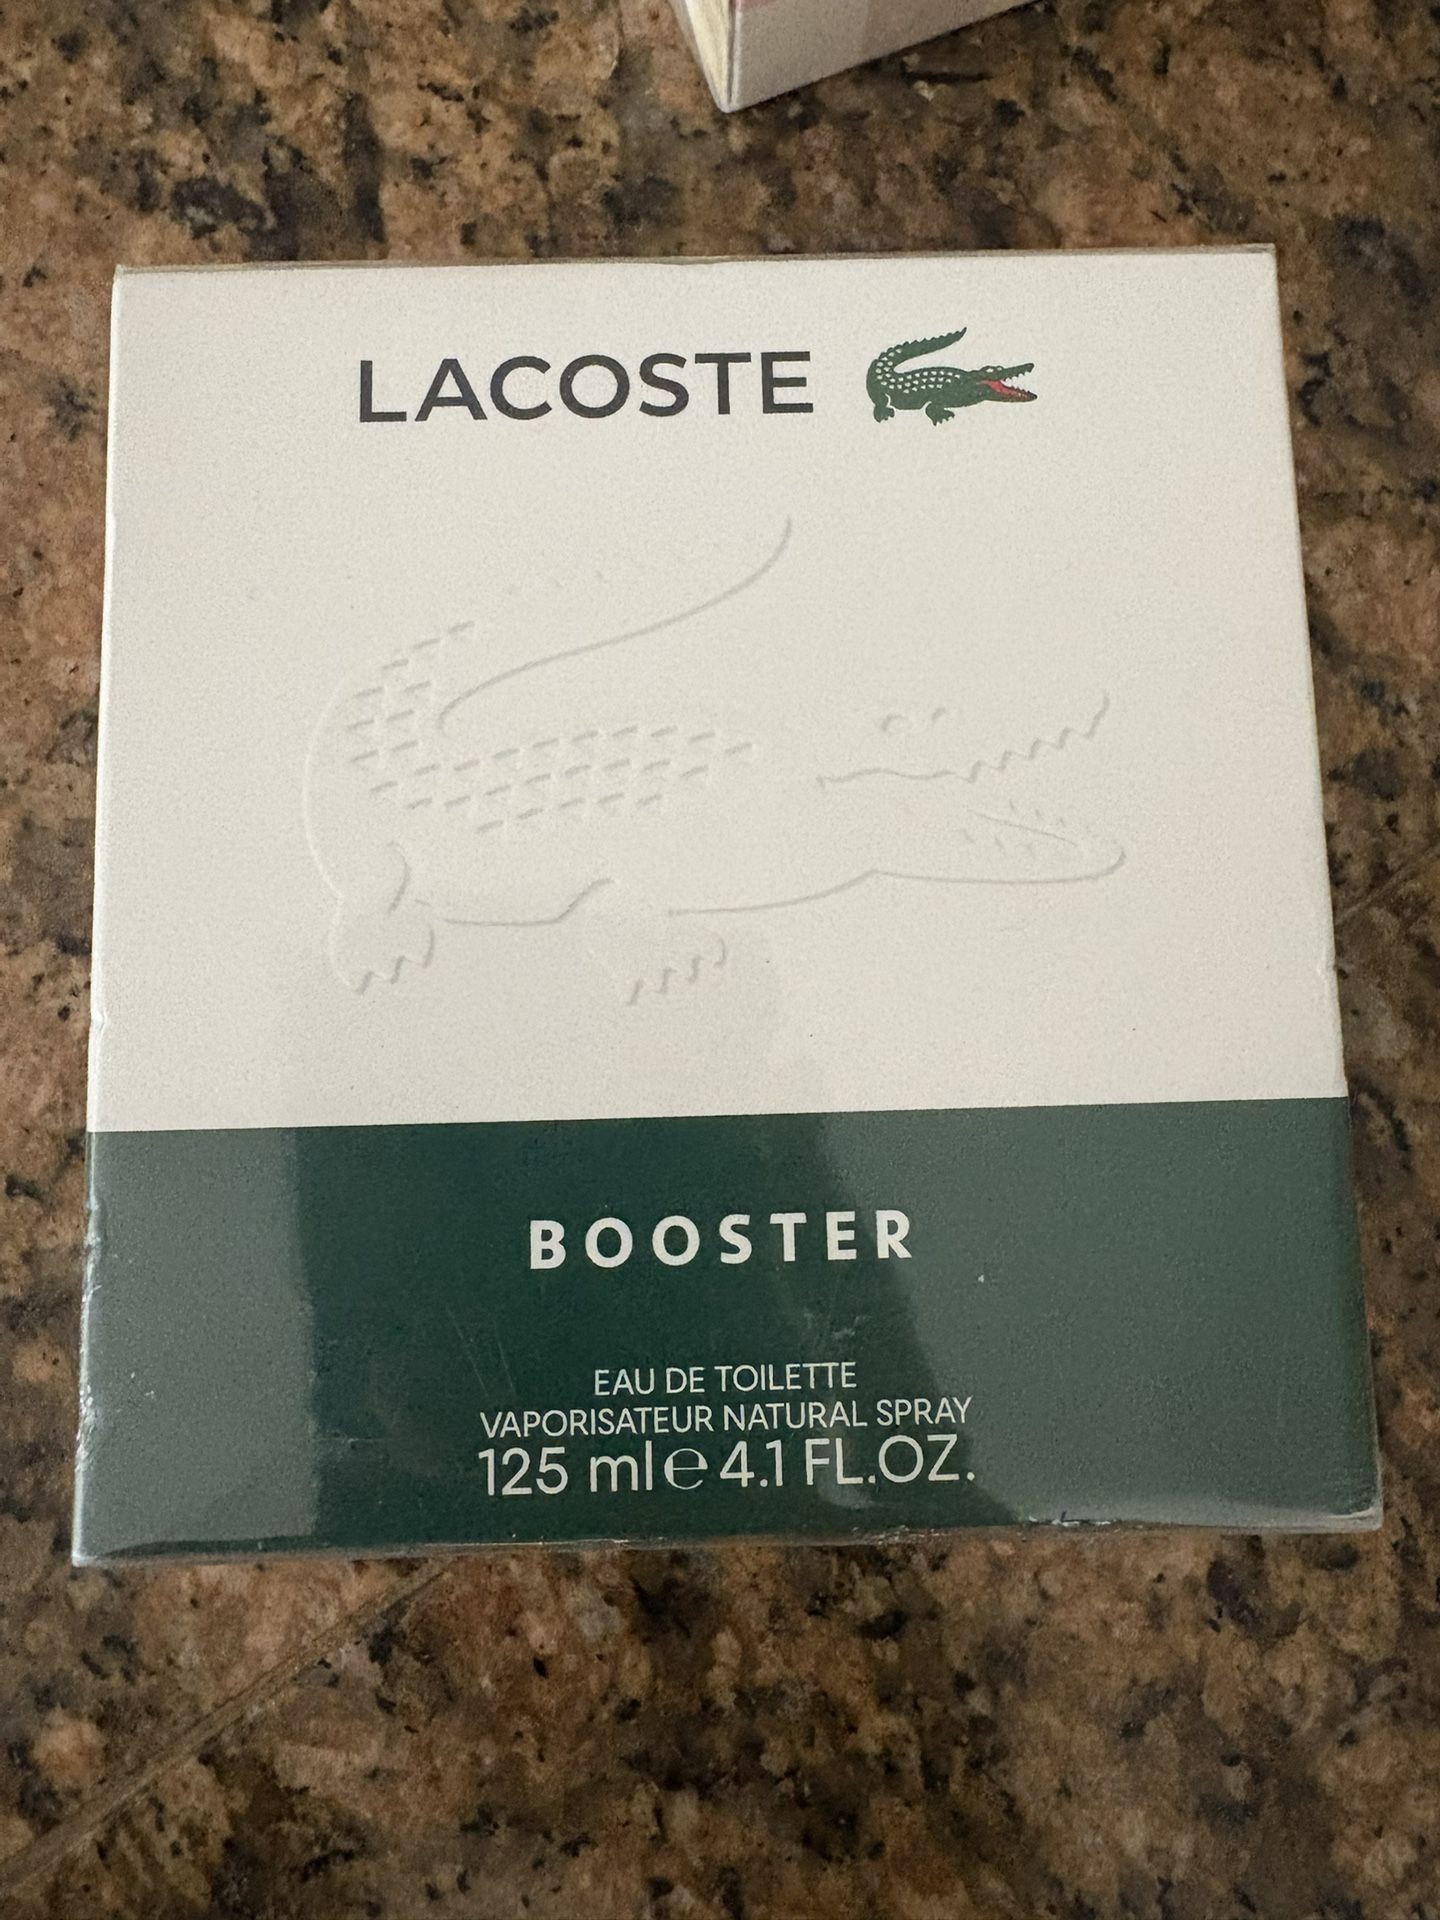 LACOSTE
BOOSTER
EAU DE TOILETTE
VAPORISATEUR NATURAL SPRAY
125 ml ℮ 4.1 FL.OZ.